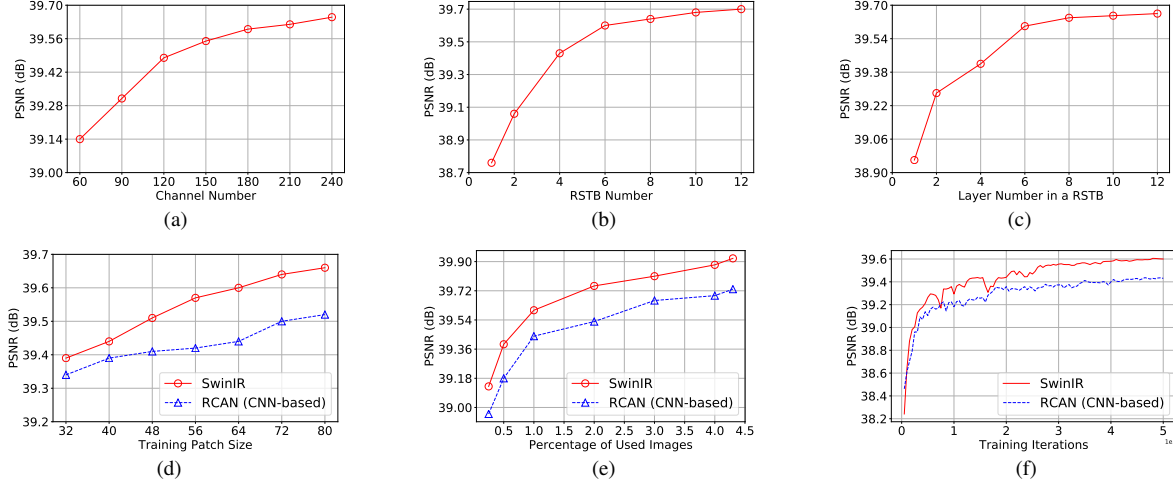 39.70
39.56
39.42
39.28
39.14
39.00
PSNR (dB)
60 90 120 150 180 210 240
Channel Number
(a)
39.7
39.5
39.3
39.1
38.9
38.7
PSNR (dB)
0 2 4 6 8 10 12
RSTB Number
(b)
39.70
39.54
39.38
39.22
39.06
38.90
PSNR (dB)
0 2 4 6 8 10 12
Layer Number in a RSTB
(c)
39.7
39.6
39.5
39.4
39.3
39.2
PSNR (dB)
32 40 48 56 64 72 80
Training Patch Size
SwinIR
RCAN (CNN-based)
(d)
39.90
39.72
39.54
39.36
39.18
39.00
PSNR (dB)
0.5 1.0 1.5 2.0 2.5 3.0 3.5 4.0 4.5
Percentage of Used Images
SwinIR
RCAN (CNN-based)
(e)
39.6
39.4
39.2
39.0
38.8
38.6
38.4
38.2
PSNR (dB)
0 1 2 3 4 5
Training Iterations
1e
SwinIR
RCAN (CNN-based)
(f)